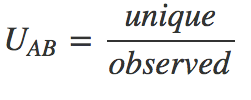 U_AB = unique / observed